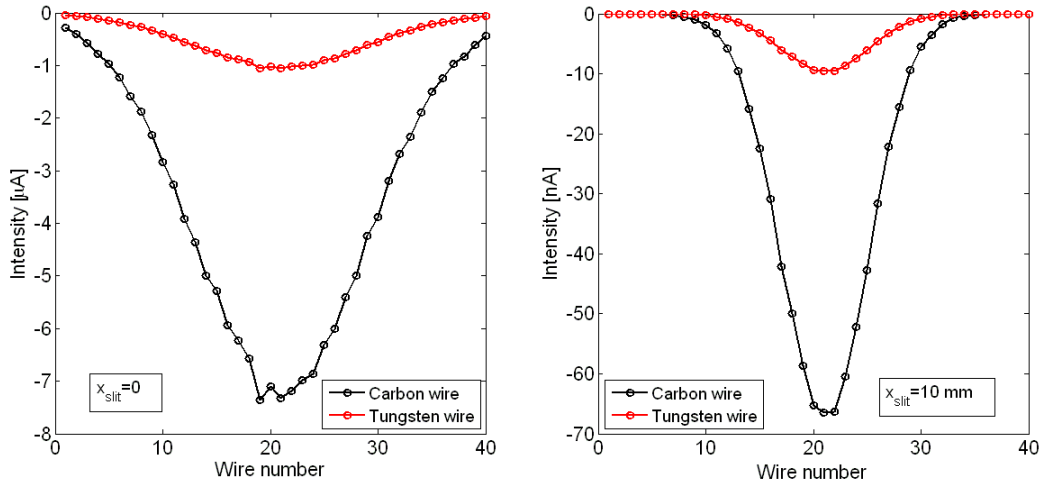 0
-1
-2
-3
-4
-5
-6
-7
-8
0
10
20
30
40
Intensity [μA]
Wire number
x_slit=0
Carbon wire
Tungsten wire
0
-10
-20
-30
-40
-50
-60
-70
0
10
20
30
40
Intensity [nA]
Wire number
Carbon wire
Tungsten wire
x_slit=10 mm